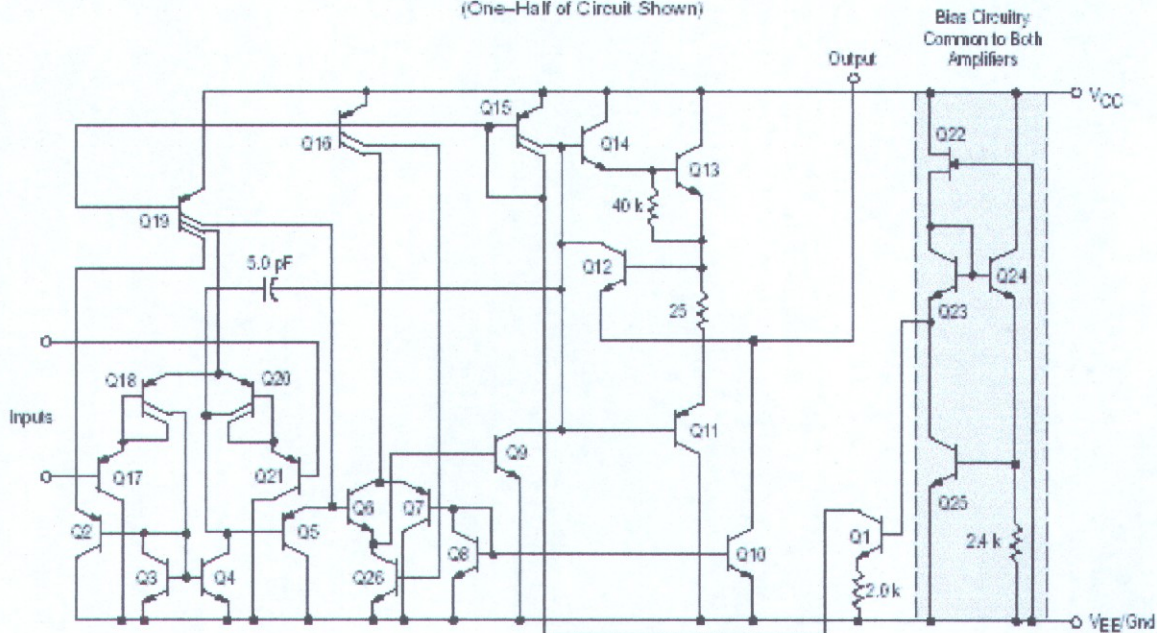 (One–Half of Circuit Shown)
Bias Circuitry
Common to Both
Amplifiers
Output
VCC
Q15
Q22
Q16
Q14
Q13
40 k
Q19
5.0 pF
Q12
Q24
Q23
25
Q18
Q20
Inputs
Q11
Q9
Q17
Q21
Q25
Q6
Q7
Q5
Q2
Q1
Q10
Q8
2.4 k
Q3
Q4
Q26
2.0 k
VEE/Gnd